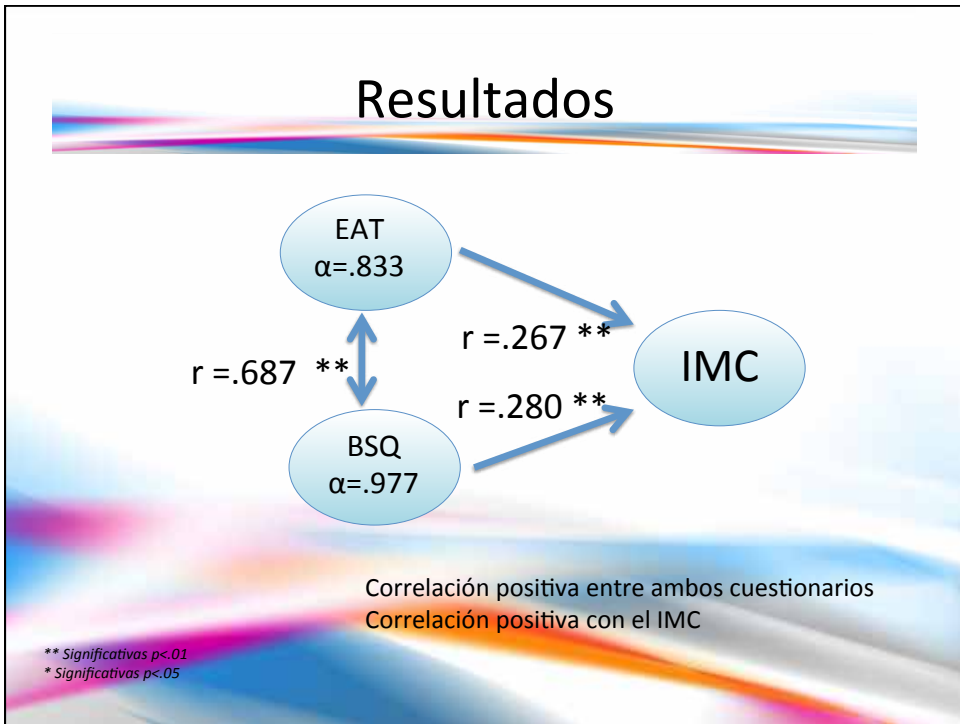 Resultados
EAT
α=.833
r =.267 **
IMC
r =.687 **
r =.280 **
BSQ
α=.977
Correlación positiva entre ambos cuestionarios
Correlación positiva con el IMC
** Significativas p<.01
* Significativas p<.05